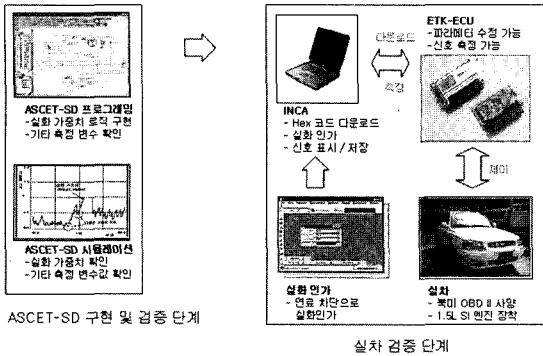 ASCET-SD 프로그래밍
-실화 가중치 로직 구현
-기타 측정 변수 확인
ASCET-SD 시뮬레이션
-실화 가중치 확인
-기타 측정 변수값 확인
ASCET-SD 구현 및 검증 단계
ETK-ECU
-파라메터 수정 가능
-신호 측정 가능
다운로드
측정
INCA
- Hex 코드 다운로드
- 실화 인가
- 신호 표시 / 저장
제어
실화 인가
- 연료 차단으로
실화인가
실차
- 북미 OBD II 사양
- 1.5L SI 엔진 장착
실차 검증 단계